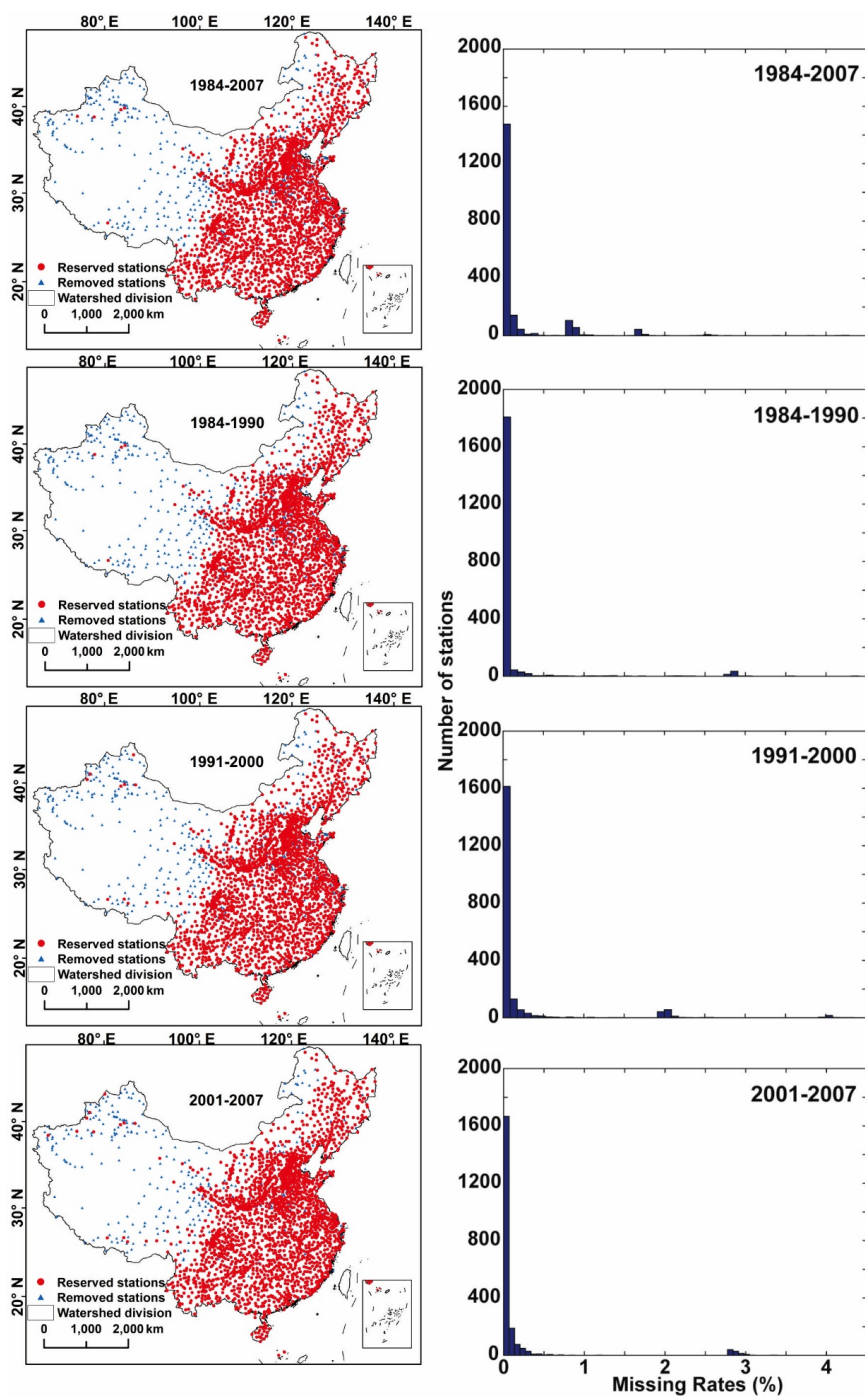 80° E 100° E 120° E 140° E
1984-2007
40° N
30° N
20° N
Reserved stations
Removed stations
Watershed division
0 1,000 2,000 km
80° E 100° E 120° E 140° E
1984-1990
40° N
30° N
20° N
Reserved stations
Removed stations
Watershed division
0 1,000 2,000 km
80° E 100° E 120° E 140° E
1991-2000
40° N
30° N
20° N
Reserved stations
Removed stations
Watershed division
0 1,000 2,000 km
80° E 100° E 120° E 140° E
2001-2007
40° N
30° N
20° N
Reserved stations
Removed stations
Watershed division
0 1,000 2,000 km
Number of stations
2000
1984-2007
1600
1200
800
400
0
2000
1984-1990
1600
1200
800
400
0
2000
1991-2000
1600
1200
800
400
0
2000
2001-2007
1600
1200
800
400
0
0 1 2 3 4
Missing Rates (%)